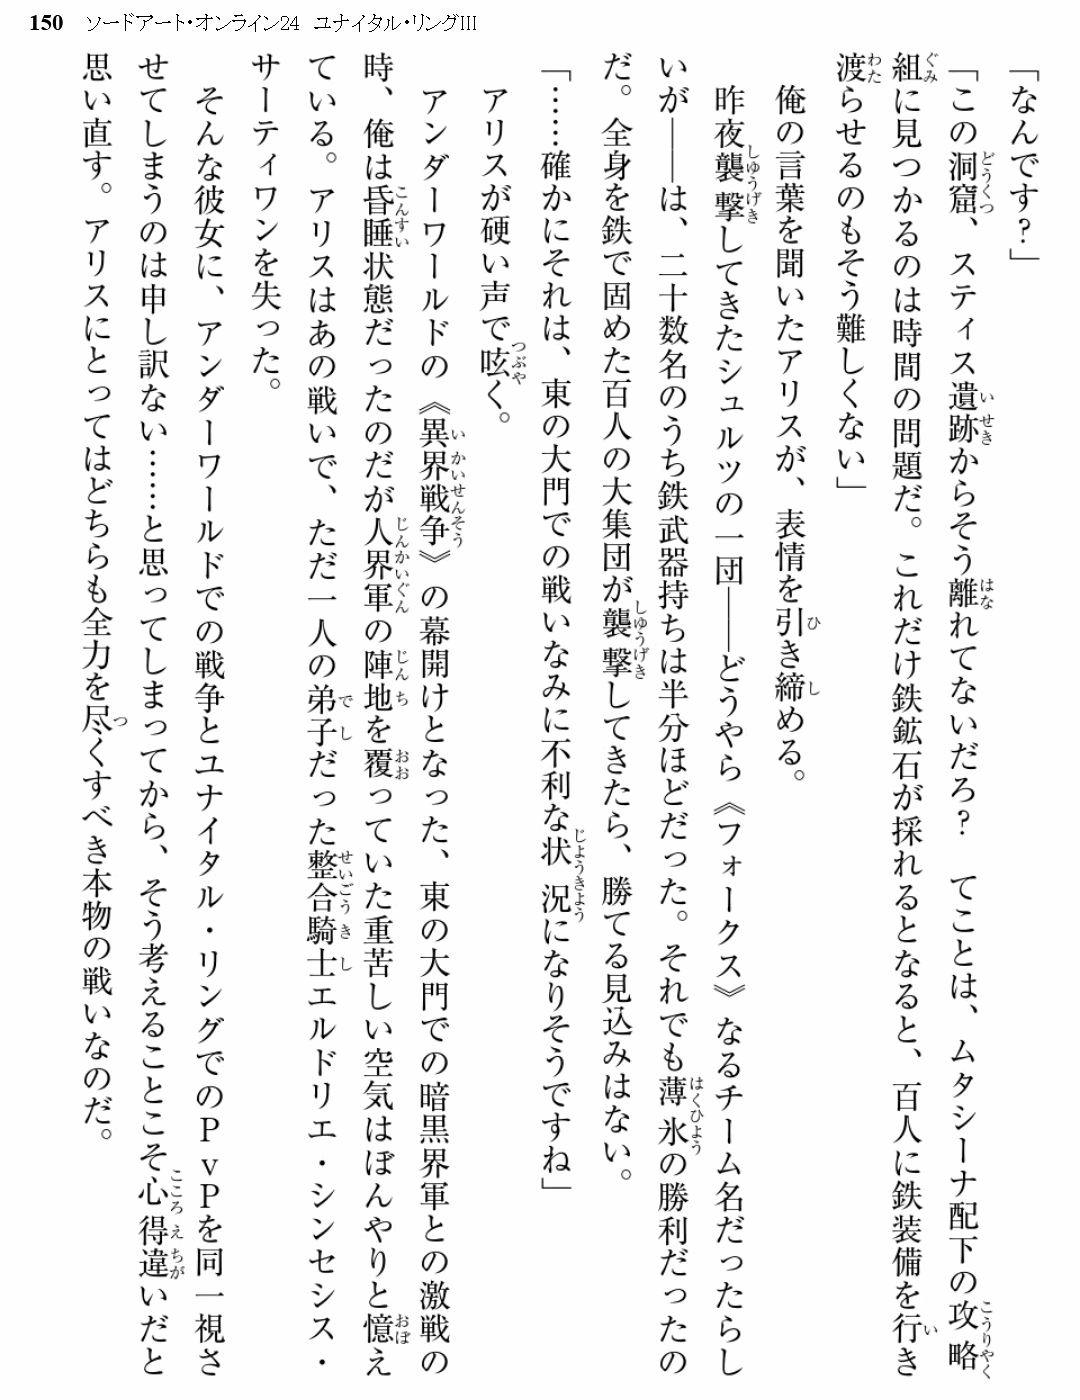 150 ソードアート・オンライン24 ユナイタル・リングIII
「なんです？」
「この洞窟、スティス遺跡からそう離れてないだろ？　てことは、ムタシーナ配下の攻略
組に見つかるのは時間の問題だ。これだけ鉄鉱石が採れるとなると、百人に鉄装備を行き
渡らせるのもそう難しくない」
俺の言葉を聞いたアリスが、表情を引き締める。
昨夜襲撃してきたシュルツの一団——どうやら《フォークス》なるチーム名だったらし
いが——は、二十数名のうち鉄武器持ちは半分ほどだった。それでも薄氷の勝利だったの
だ。全身を鉄で固めた百人の大集団が襲撃してきたら、勝てる見込みはない。
「……確かにそれは、東の大門での戦いなみに不利な状況になりそうですね」
アリスが硬い声で呟く。
アンダーワールドの《異界戦争》の幕開けとなった、東の大門での暗黒界軍との激戦の
時、俺は昏睡状態だったのだが人界軍の陣地を覆っていた重苦しい空気はぼんやりと憶え
ている。アリスはあの戦いで、ただ一人の弟子だった整合騎士エルドリエ・シンセシス・
サーティワンを失った。
そんな彼女に、アンダーワールドでの戦争とユナイタル・リングでのＰｖＰを同一視さ
せてしまうのは申し訳ない……と思ってしまってから、そう考えることこそ心得違いだと
思い直す。アリスにとってはどちらも全力を尽くすべき本物の戦いなのだ。